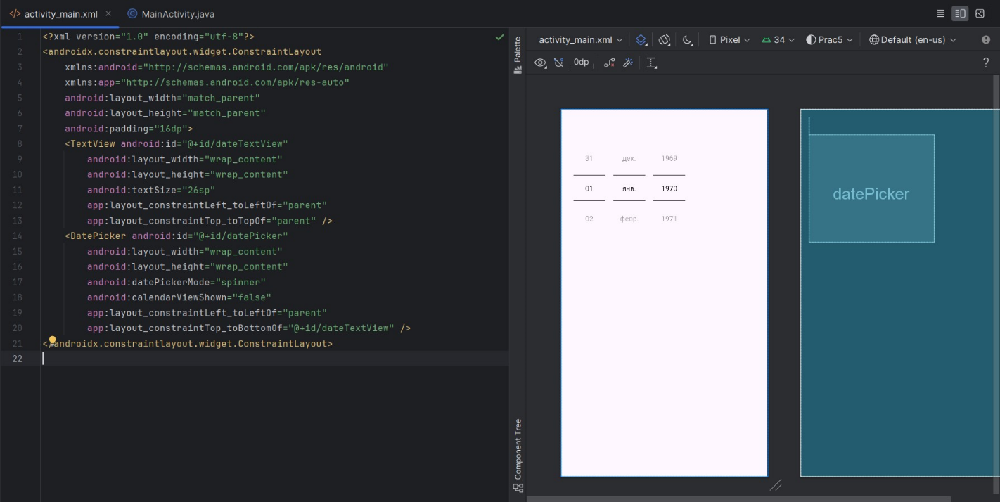 activity_main.xml
MainActivity.java
1 <?xml version="1.0" encoding="utf-8"?>
2 <androidx.constraintlayout.widget.ConstraintLayout
3     xmlns:android="http://schemas.android.com/apk/res/android"
4     xmlns:app="http://schemas.android.com/apk/res-auto"
5     android:layout_width="match_parent"
6     android:layout_height="match_parent"
7     android:padding="16dp">
8     <TextView android:id="@+id/dateTextView"
9         android:layout_width="wrap_content"
10         android:layout_height="wrap_content"
11         android:textSize="26sp"
12         app:layout_constraintLeft_toLeftOf="parent"
13         app:layout_constraintTop_toTopOf="parent" />
14     <DatePicker android:id="@+id/datePicker"
15         android:layout_width="wrap_content"
16         android:layout_height="wrap_content"
17         android:datePickerMode="spinner"
18         android:calendarViewShown="false"
19         app:layout_constraintLeft_toLeftOf="parent"
20         app:layout_constraintTop_toBottomOf="@+id/dateTextView" />
21 </androidx.constraintlayout.widget.ConstraintLayout>
22
Palette
Component Tree
activity_main.xml Pixel 34 Prac5 Default (en-us)
0dp ?
31 дек. 1969
01 янв. 1970
02 февр. 1971
datePicker